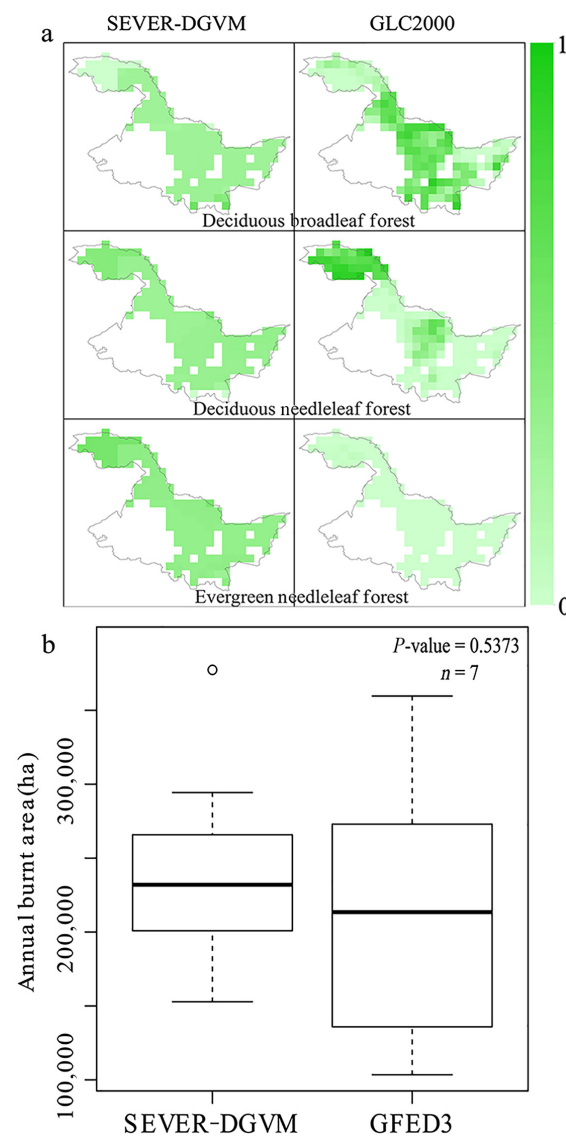 a
SEVER-DGVM
GLC2000
1
Deciduous broadleaf forest
Deciduous needleleaf forest
Evergreen needleleaf forest
0
b
P-value = 0.5373
n = 7
Annual burnt area(ha)
300,000
200,000
100,000
SEVER-DGVM
GFED3